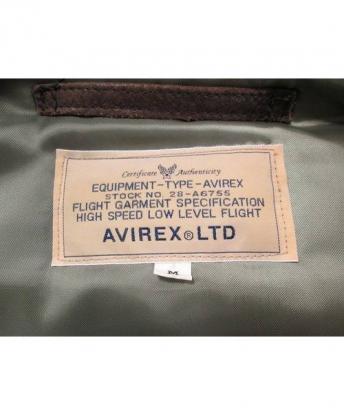 Certificate Authenticity
EQUIPMENT-TYPE-AVIREX
STOCK NO. 28-A6755
FLIGHT GARMENT SPECIFICATION
HIGH SPEED LOW LEVEL FLIGHT
AVIREX®LTD
M